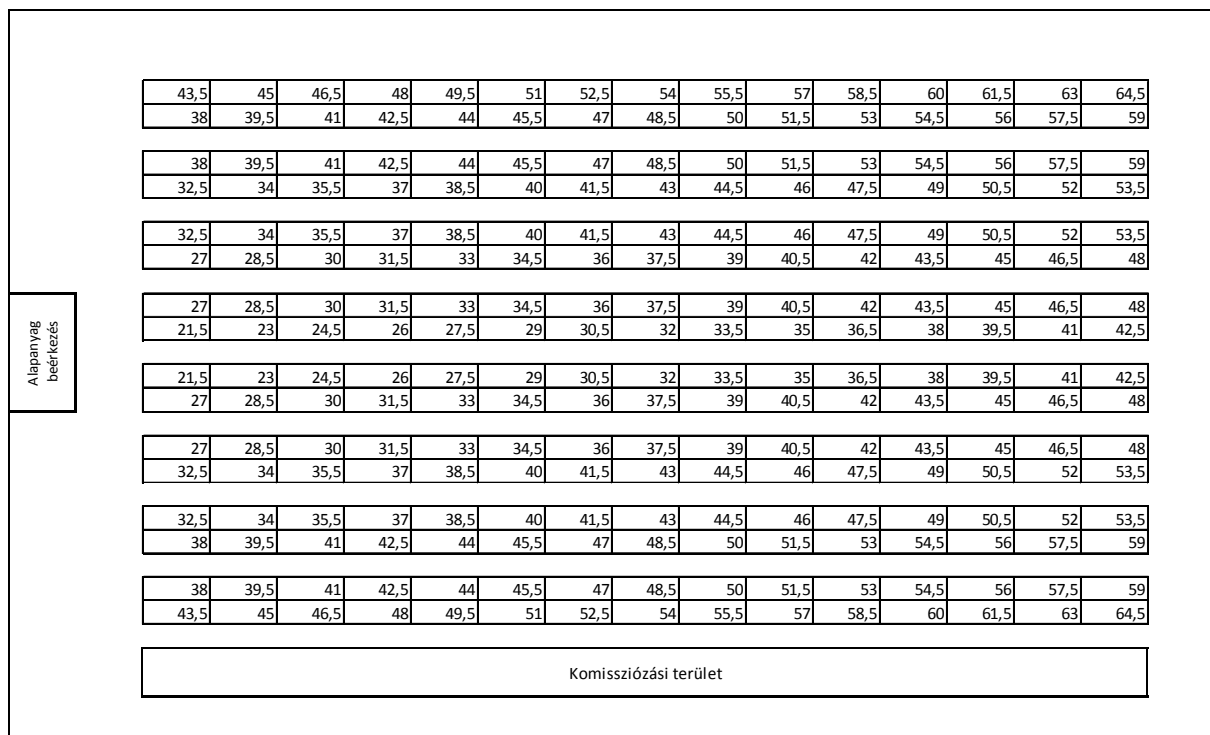 43,5 45 46,5 48 49,5 51 52,5 54 55,5 57 58,5 60 61,5 63 64,5
38 39,5 41 42,5 44 45,5 47 48,5 50 51,5 53 54,5 56 57,5 59
38 39,5 41 42,5 44 45,5 47 48,5 50 51,5 53 54,5 56 57,5 59
32,5 34 35,5 37 38,5 40 41,5 43 44,5 46 47,5 49 50,5 52 53,5
32,5 34 35,5 37 38,5 40 41,5 43 44,5 46 47,5 49 50,5 52 53,5
27 28,5 30 31,5 33 34,5 36 37,5 39 40,5 42 43,5 45 46,5 48
Alapanyag
beérkezés
27 28,5 30 31,5 33 34,5 36 37,5 39 40,5 42 43,5 45 46,5 48
21,5 23 24,5 26 27,5 29 30,5 32 33,5 35 36,5 38 39,5 41 42,5
21,5 23 24,5 26 27,5 29 30,5 32 33,5 35 36,5 38 39,5 41 42,5
27 28,5 30 31,5 33 34,5 36 37,5 39 40,5 42 43,5 45 46,5 48
27 28,5 30 31,5 33 34,5 36 37,5 39 40,5 42 43,5 45 46,5 48
32,5 34 35,5 37 38,5 40 41,5 43 44,5 46 47,5 49 50,5 52 53,5
32,5 34 35,5 37 38,5 40 41,5 43 44,5 46 47,5 49 50,5 52 53,5
38 39,5 41 42,5 44 45,5 47 48,5 50 51,5 53 54,5 56 57,5 59
38 39,5 41 42,5 44 45,5 47 48,5 50 51,5 53 54,5 56 57,5 59
43,5 45 46,5 48 49,5 51 52,5 54 55,5 57 58,5 60 61,5 63 64,5
Komissziózási terület